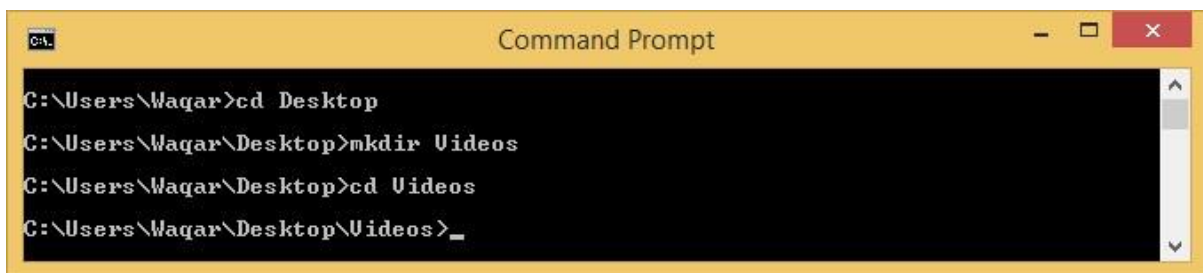 C:\.
Command Prompt
C:\Users\Waqar>cd Desktop
C:\Users\Waqar\Desktop>mkdir Videos
C:\Users\Waqar\Desktop>cd Videos
C:\Users\Waqar\Desktop\Videos>_